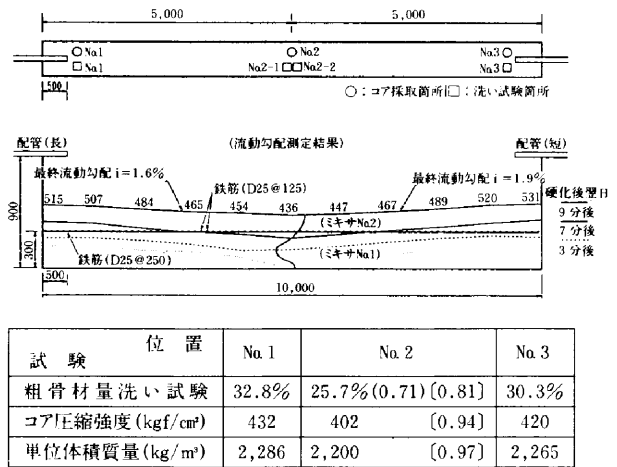 5,000 5,000
○No.1 ○No.2 No.3○
□No.1 No.2-1□□No.2-2 No.3□
500
○：コア採取箇所 □：洗い試験箇所
配管(長) (流動勾配測定結果) 配管(短)
最終流動勾配 i=1.6% 鉄筋(D25@125) 最終流動勾配 i=1.9% 硬化後翌日
515 507 484 465 454 436 447 467 489 520 531
9分後
(ミキサNo.2)
7分後
900
300
(ミキサNo.1)
3分後
鉄筋(D25@250)
500
10,000
試験 位置 No.1 No.2 No.3
粗骨材量洗い試験 32.8% 25.7%(0.71)〔0.81〕 30.3%
コア圧縮強度(kgf/cm²) 432 402 〔0.94〕 420
単位体積質量(kg/m³) 2,286 2,200 〔0.97〕 2,265